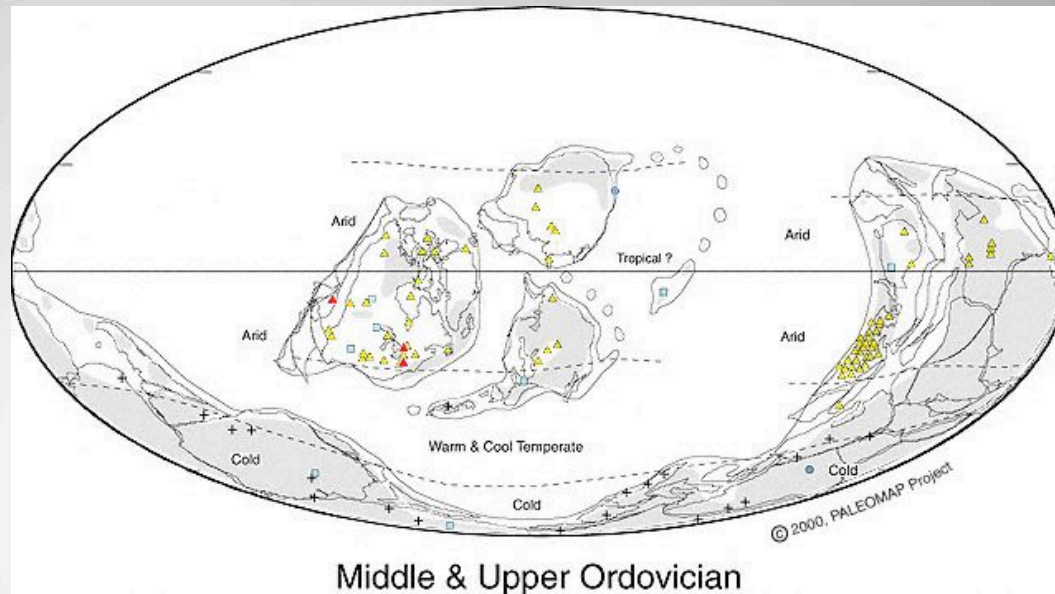 Arid
Tropical ?
Arid
Arid
Arid
Warm & Cool Temperate
Cold
Cold
Cold
© 2000, PALEOMAP Project
Middle & Upper Ordovician